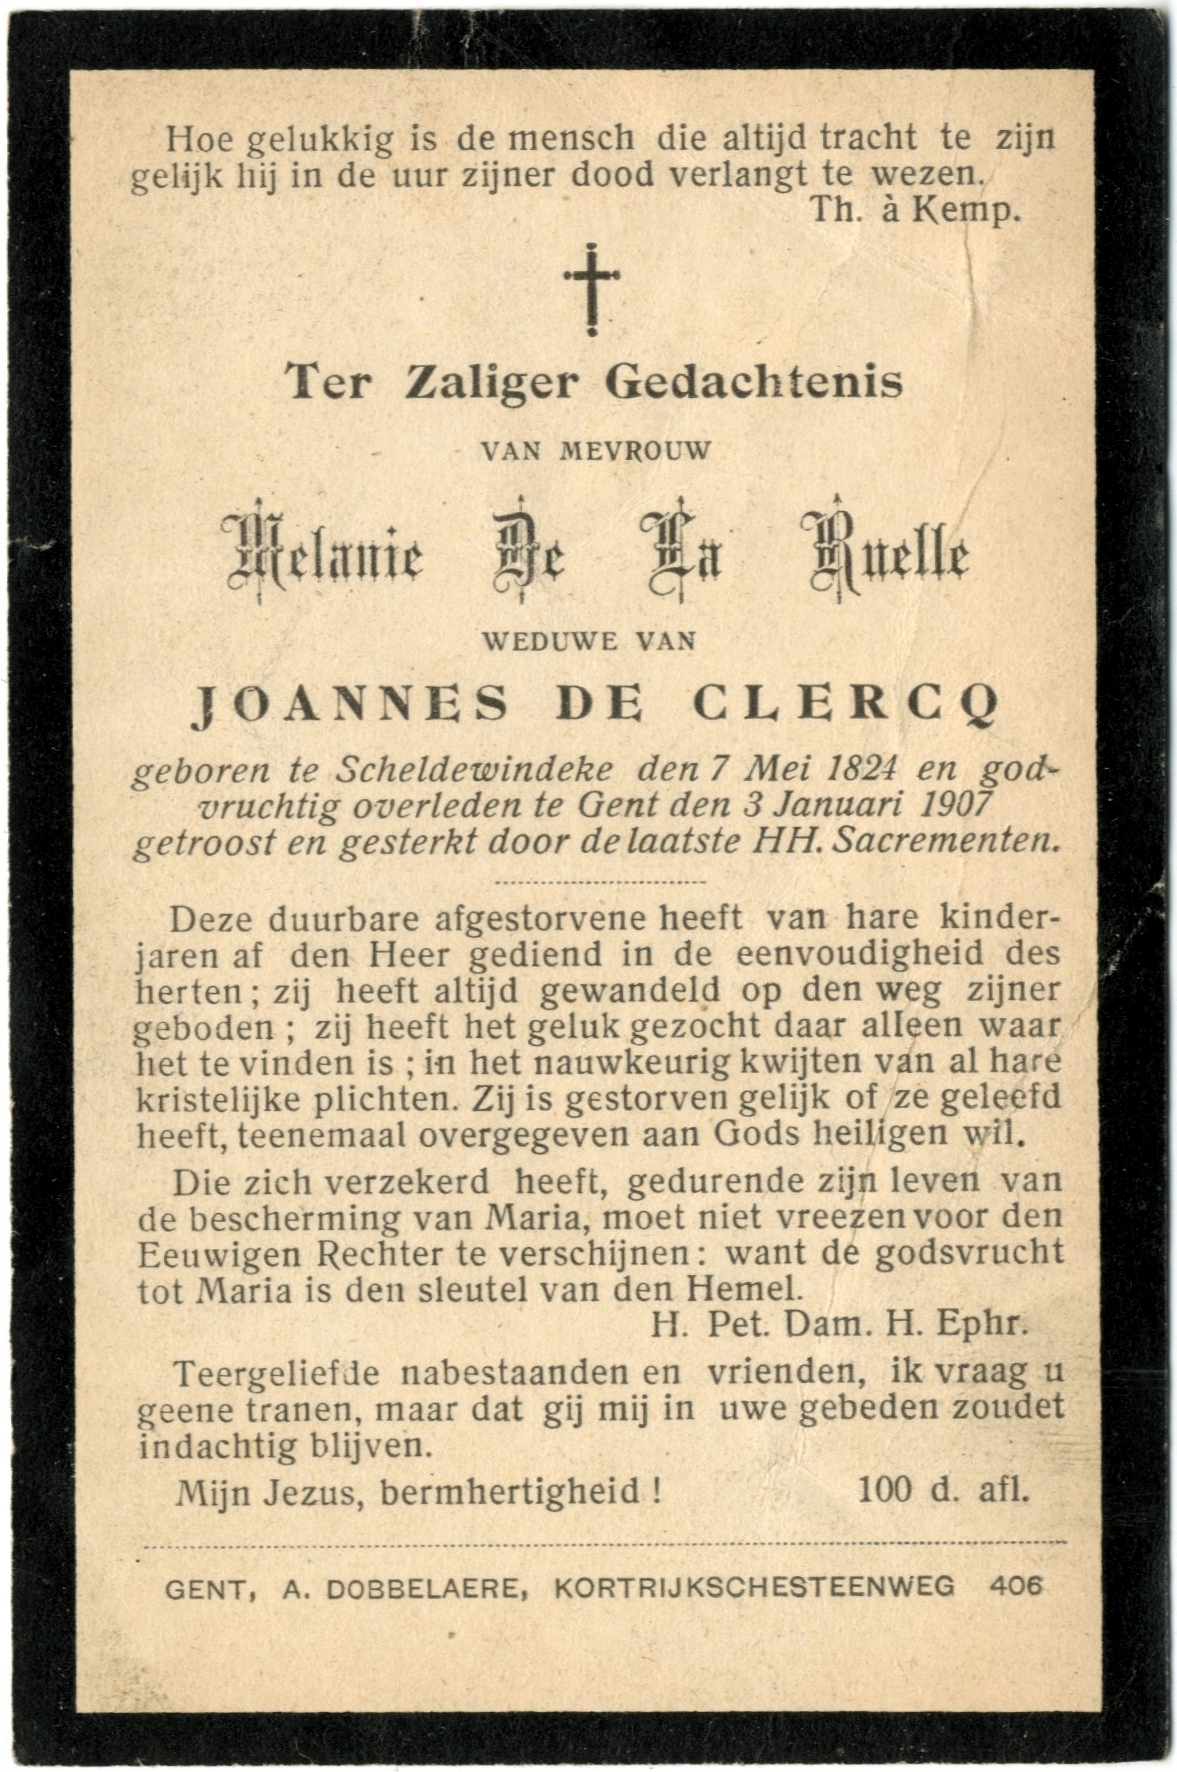 Hoe gelukkig is de mensch die altijd tracht te zijn
gelijk hij in de uur zijner dood verlangt te wezen.
Th. à Kemp.
Ter Zaliger Gedachtenis
VAN MEVROUW
Melanie De La Ruelle
WEDUWE VAN
JOANNES DE CLERCQ
geboren te Scheldewindeke den 7 Mei 1824 en god-
vruchtig overleden te Gent den 3 Januari 1907
getroost en gesterkt door de laatste HH. Sacrementen.
Deze duurbare afgestorvene heeft van hare kinder-
jaren af den Heer gediend in de eenvoudigheid des
herten ; zij heeft altijd gewandeld op den weg zijner
geboden ; zij heeft het geluk gezocht daar alleen waar
het te vinden is ; in het nauwkeurig kwijten van al hare
kristelijke plichten. Zij is gestorven gelijk of ze geleefd
heeft, teenemaal overgegeven aan Gods heiligen wil.
Die zich verzekerd heeft, gedurende zijn leven van
de bescherming van Maria, moet niet vreezen voor den
Eeuwigen Rechter te verschijnen : want de godsvrucht
tot Maria is den sleutel van den Hemel.
H. Pet. Dam. H. Ephr.
Teergeliefde nabestaanden en vrienden, ik vraag u
geene tranen, maar dat gij mij in uwe gebeden zoudet
indachtig blijven.
Mijn Jezus, bermhertigheid ! 100 d. afl.
GENT, A. DOBBELAERE, KORTRIJKSCHESTEENWEG 406